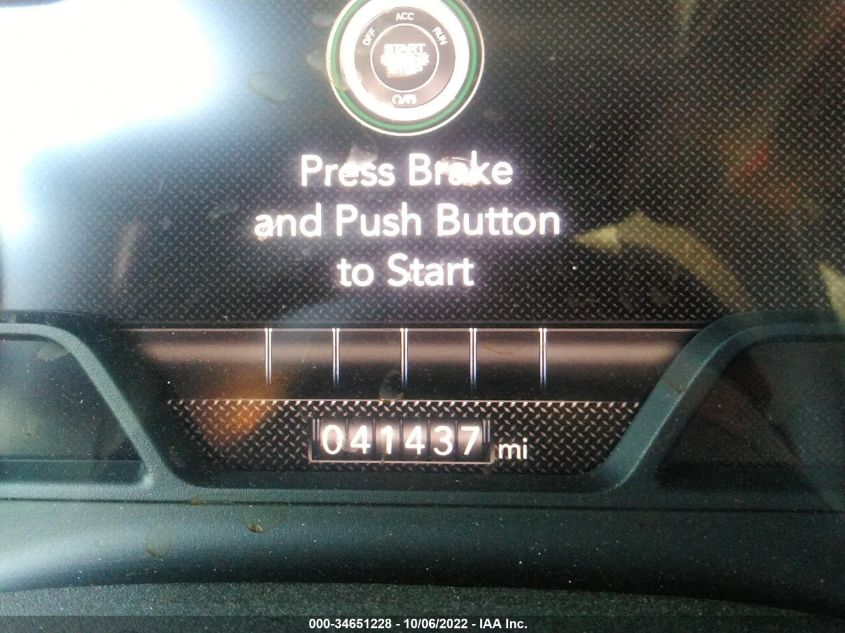 ACC
OFF
RUN
START
Press Brake
and Push Button
to Start
041437 mi
000-34651228 - 10/06/2022 - IAA Inc.